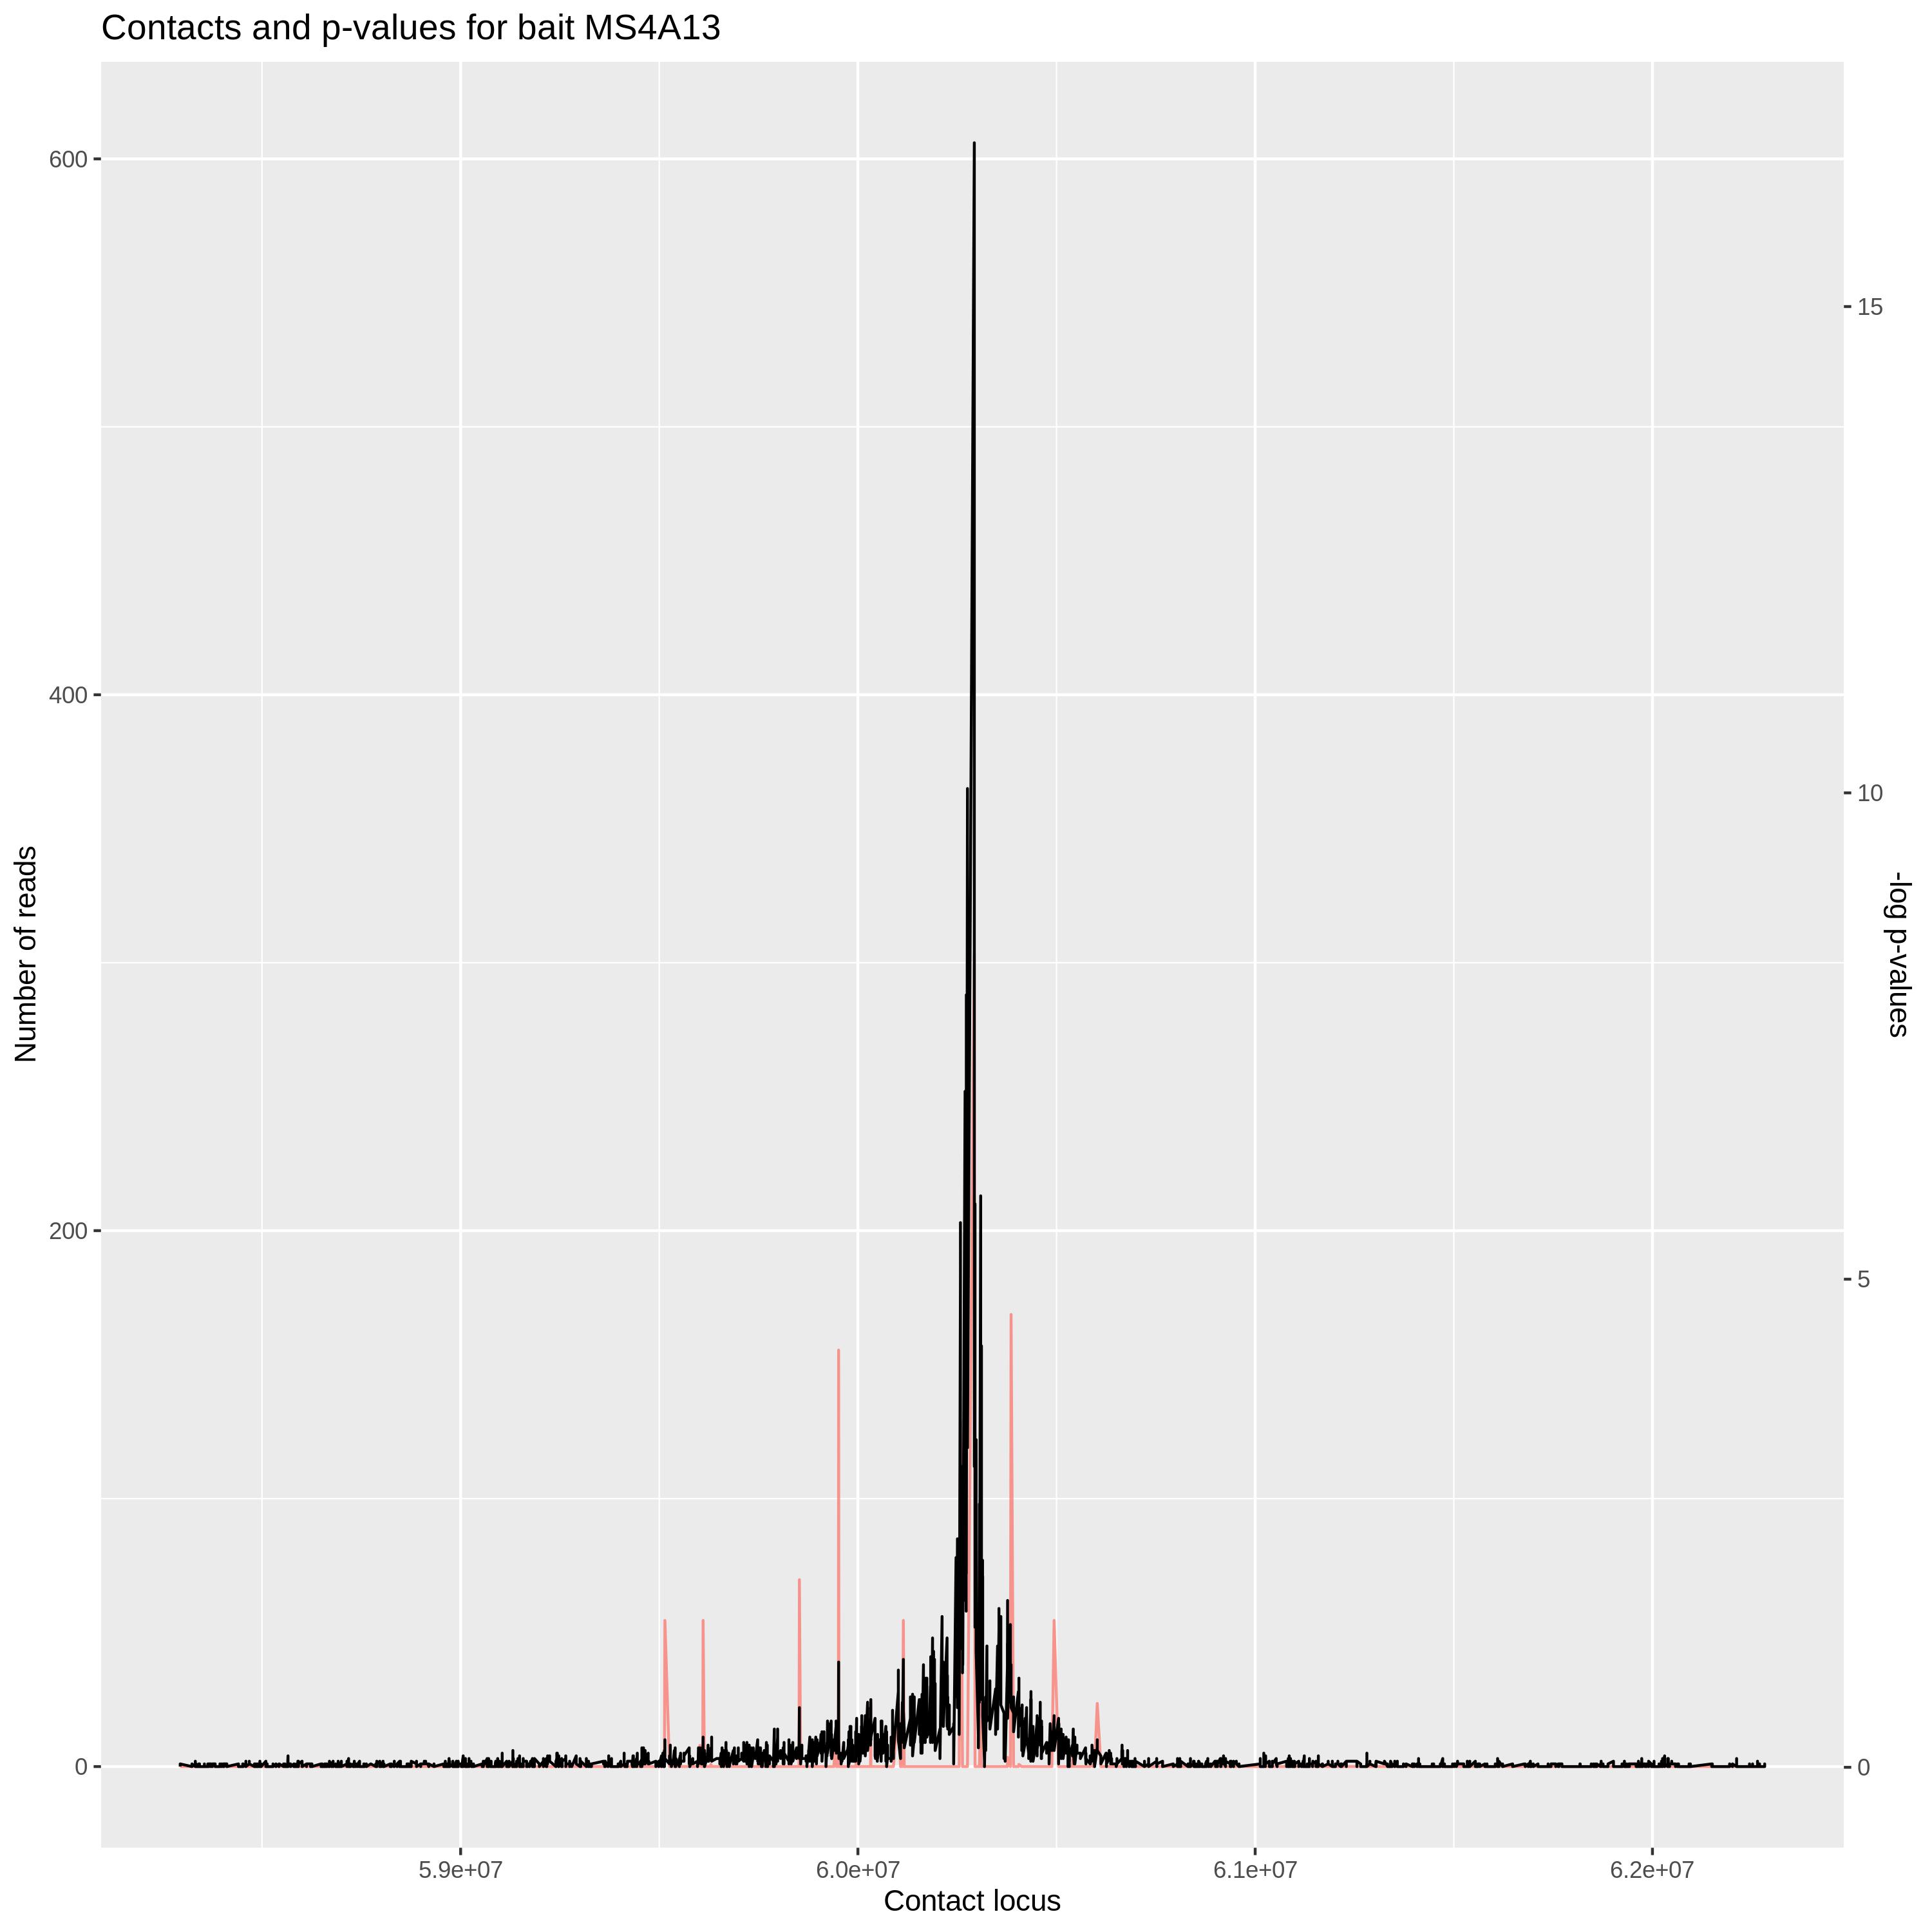 Contacts and p-values for bait MS4A13
600
400
200
0
Number of reads
15
10
5
0
-log p-values
5.9e+07
6.0e+07
6.1e+07
6.2e+07
Contact locus